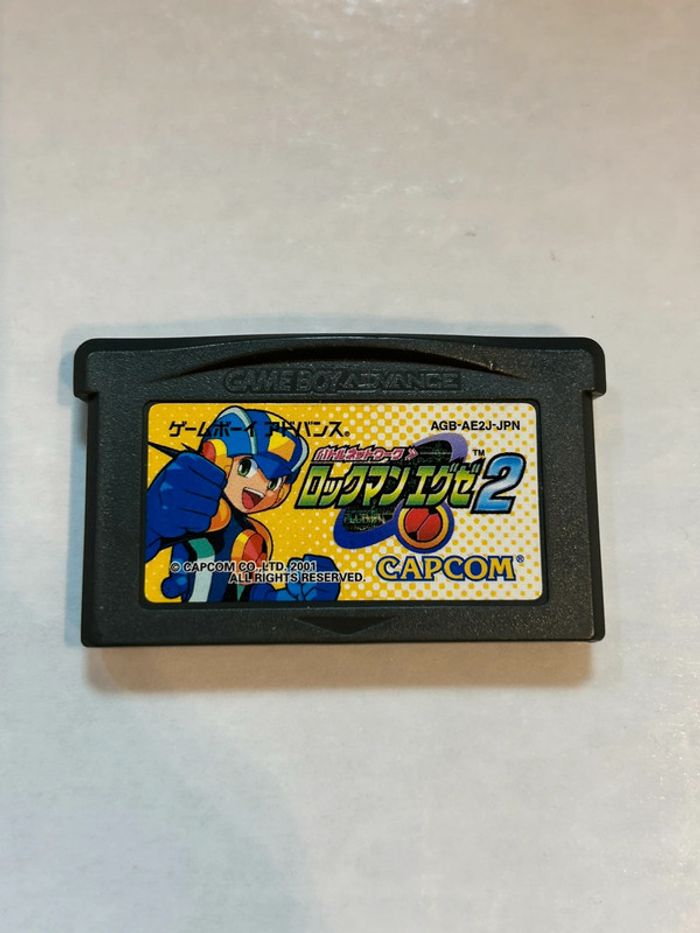 GAME BOY ADVANCE
ゲームボーイ アドバンス®
AGB-AE2J-JPN
バトルネットワーク
ロックマン エグゼ2™
© CAPCOM CO.,LTD. 2001
ALL RIGHTS RESERVED.
CAPCOM®